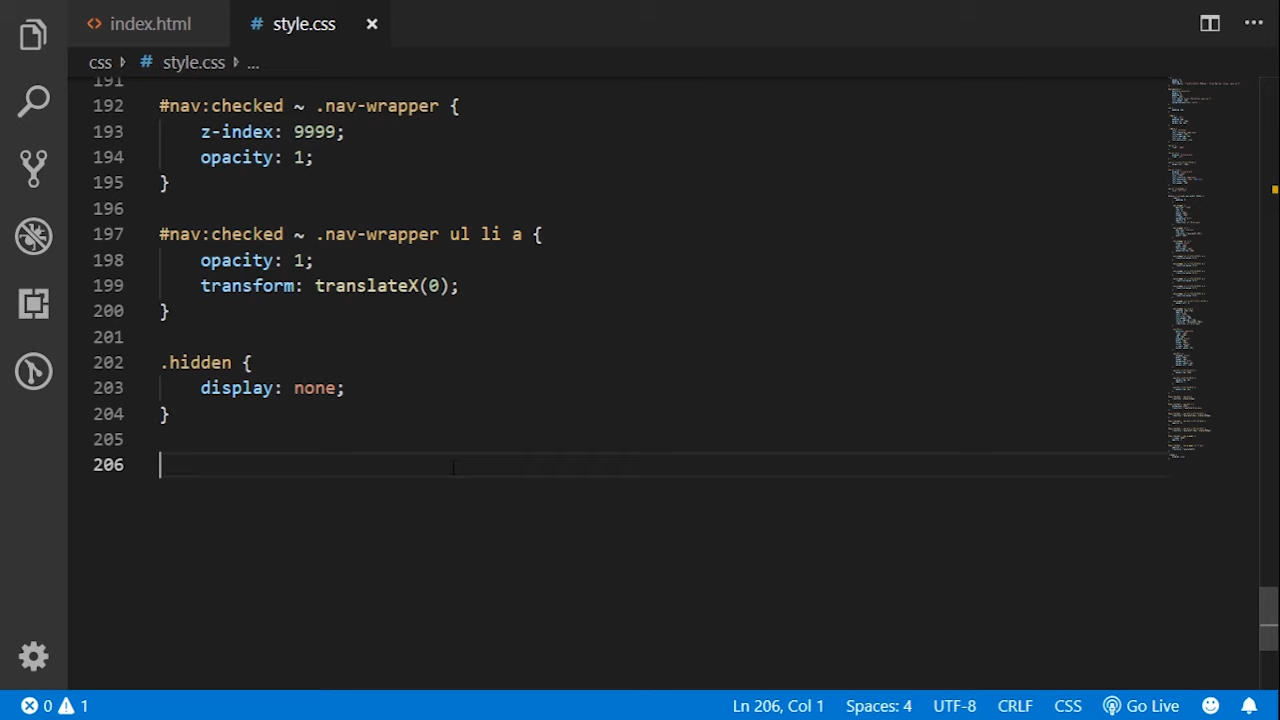 index.html
style.css
css
style.css
...
191
192 #nav:checked ~ .nav-wrapper {
193 z-index: 9999;
194 opacity: 1;
195 }
196
197 #nav:checked ~ .nav-wrapper ul li a {
198 opacity: 1;
199 transform: translateX(0);
200 }
201
202 .hidden {
203 display: none;
204 }
205
206
0 1 Ln 206, Col 1 Spaces: 4 UTF-8 CRLF CSS Go Live